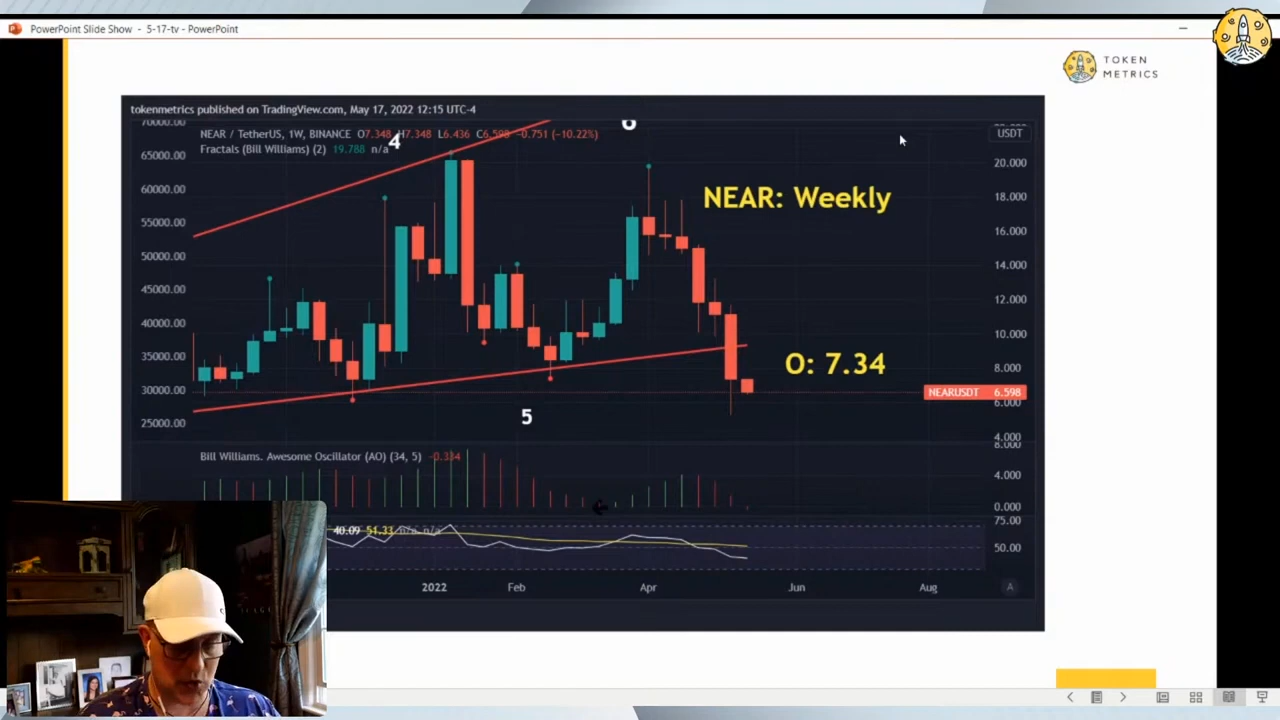 PowerPoint Slide Show - 5-17-tv - PowerPoint
TOKEN
METRICS
tokenmetrics published on TradingView.com, May 17, 2022 12:15 UTC-4
NEAR / TetherUS, 1W, BINANCE O7.348 H7.348 L6.436 C6.598 -0.751 (-10.22%)
Fractals (Bill Williams) (2) 19.788 n/a
4
USDT
70000.00
65000.00
60000.00
55000.00
50000.00
45000.00
40000.00
35000.00
30000.00
25000.00
20.000
18.000
16.000
14.000
12.000
10.000
8.000
6.000
4.000
NEAR: Weekly
O: 7.34
NEARUSDT 6.598
5
Bill Williams. Awesome Oscillator (AO) (34, 5) -0.334
8.000
4.000
0.000
40.09 51.33 n/a n/a
75.00
50.00
2022 Feb Apr Jun Aug A